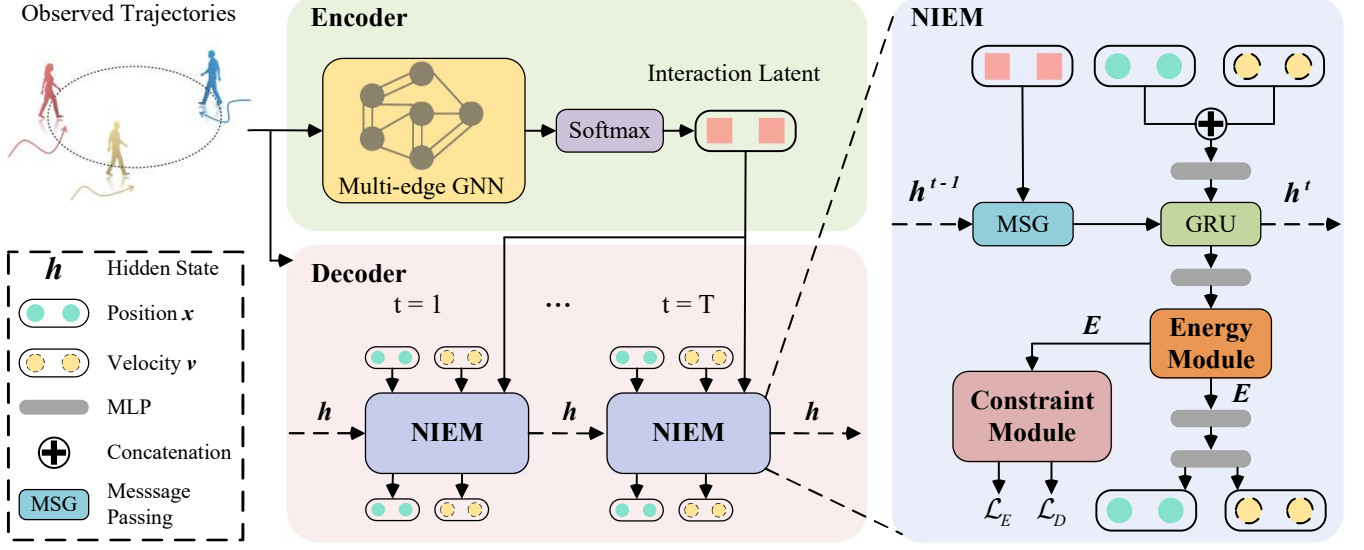 Observed Trajectories
Encoder
Multi-edge GNN
Softmax
Interaction Latent
h Hidden State
Position x
Velocity v
MLP
Concatenation
MSG
Messsage
Passing
Decoder
t = 1
...
t = T
h
NIEM
h
NIEM
h
NIEM
h^{t-1}
MSG
GRU
h^t
Energy
Module
E
E
Constraint
Module
ℒ_E
ℒ_D